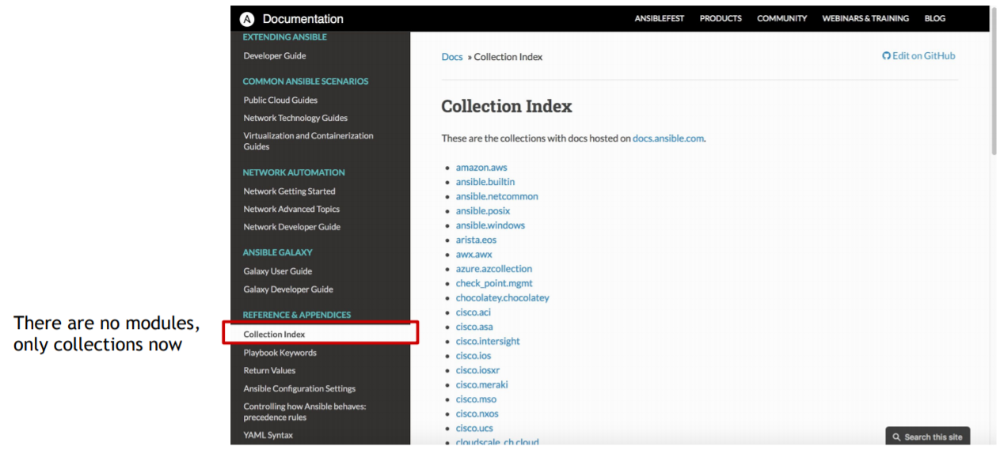 Documentation
ANSIBLEFEST PRODUCTS COMMUNITY WEBINARS & TRAINING BLOG
EXTENDING ANSIBLE
Developer Guide
COMMON ANSIBLE SCENARIOS
Public Cloud Guides
Network Technology Guides
Virtualization and Containerization
Guides
NETWORK AUTOMATION
Network Getting Started
Network Advanced Topics
Network Developer Guide
ANSIBLE GALAXY
Galaxy User Guide
Galaxy Developer Guide
REFERENCE & APPENDICES
Collection Index
Playbook Keywords
Return Values
Ansible Configuration Settings
Controlling how Ansible behaves:
precedence rules
YAML Syntax
There are no modules,
only collections now
Docs » Collection Index
Edit on GitHub
Collection Index
These are the collections with docs hosted on docs.ansible.com.
• amazon.aws
• ansible.builtin
• ansible.netcommon
• ansible.posix
• ansible.windows
• arista.eos
• awx.awx
• azure.azcollection
• check_point.mgmt
• chocolatey.chocolatey
• cisco.aci
• cisco.asa
• cisco.intersight
• cisco.ios
• cisco.iosxr
• cisco.meraki
• cisco.mso
• cisco.nxos
• cisco.ucs
• cloudscale_ch.cloud
Search this site